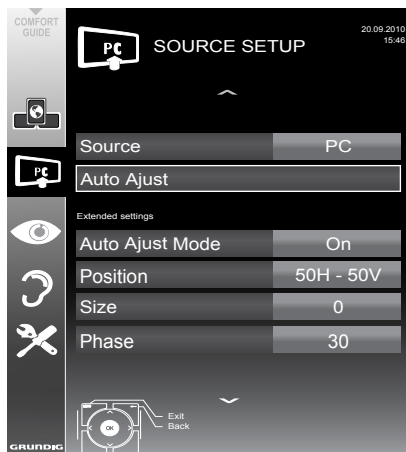 COMFORT
GUIDE
PC
SOURCE SETUP
20.09.2010
15:46
Source PC
PC
Auto Ajust
Extended settings
Auto Ajust Mode On
Position 50H - 50V
Size 0
Phase 30
Exit
OK
Back
GRUNDIG